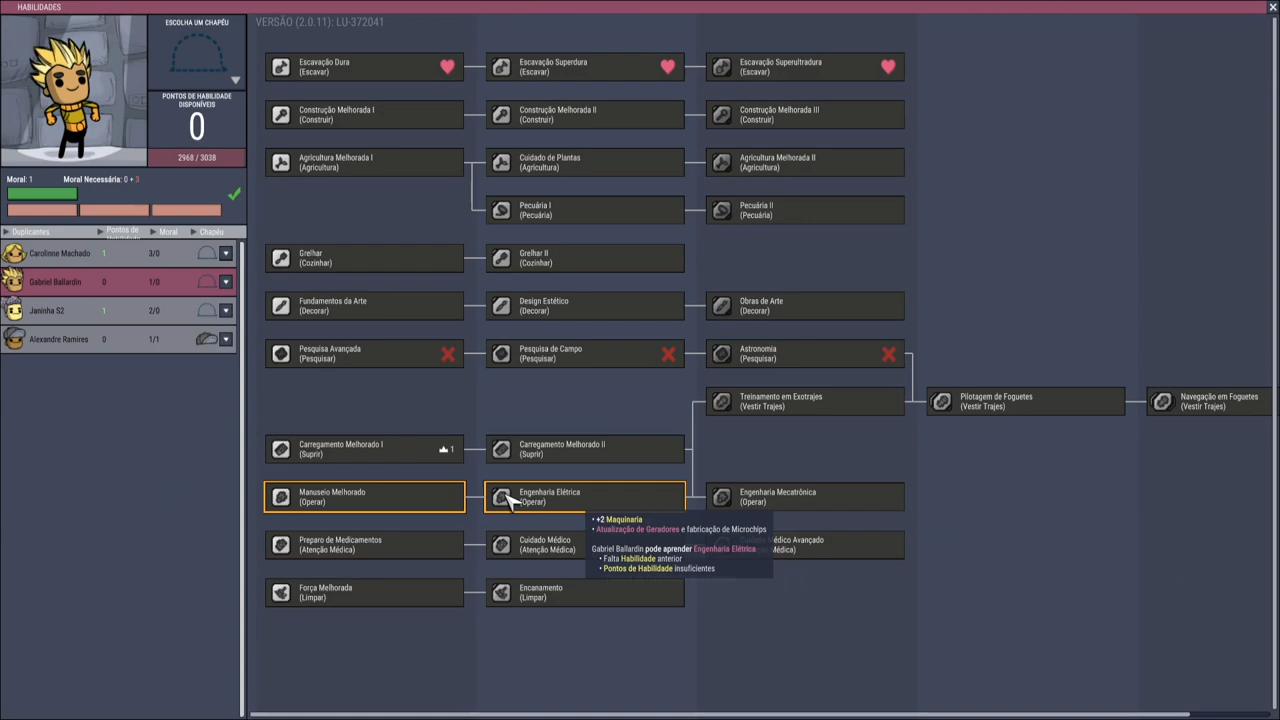 HABILIDADES
ESCOLHA UM CHAPÉU
PONTOS DE HABILIDADE
DISPONÍVEIS
0
2968 / 3038
Moral: 1 Moral Necessária: 0 + 3
Duplicantes Pontos de Habilidade Moral Chapéu
Carolinne Machado 1 3/0
Gabriel Ballardin 0 1/0
Janinha S2 1 2/0
Alexandre Ramires 0 1/1
VERSÃO (2.0.11): LU-372041
Escavação Dura
(Escavar)
Escavação Superdura
(Escavar)
Escavação Superultradura
(Escavar)
Construção Melhorada I
(Construir)
Construção Melhorada II
(Construir)
Construção Melhorada III
(Construir)
Agricultura Melhorada I
(Agricultura)
Cuidado de Plantas
(Agricultura)
Agricultura Melhorada II
(Agricultura)
Pecuária I
(Pecuária)
Pecuária II
(Pecuária)
Grelhar
(Cozinhar)
Grelhar II
(Cozinhar)
Fundamentos da Arte
(Decorar)
Design Estético
(Decorar)
Obras de Arte
(Decorar)
Pesquisa Avançada
(Pesquisar)
Pesquisa de Campo
(Pesquisar)
Astronomia
(Pesquisar)
Treinamento em Exotrajes
(Vestir Trajes)
Pilotagem de Foguetes
(Vestir Trajes)
Navegação em Foguetes
(Vestir Trajes)
Carregamento Melhorado I
(Suprir)
1
Carregamento Melhorado II
(Suprir)
Manuseio Melhorado
(Operar)
Engenharia Elétrica
(Operar)
Engenharia Mecatrônica
(Operar)
• +2 Maquinaria
• Atualização de Geradores e fabricação de Microchips
Gabriel Ballardin pode aprender Engenharia Elétrica
• Falta Habilidade anterior
• Pontos de Habilidade insuficientes
Preparo de Medicamentos
(Atenção Médica)
Cuidado Médico
(Atenção Médica)
Médico Avançado
Médica)
Força Melhorada
(Limpar)
Encanamento
(Limpar)